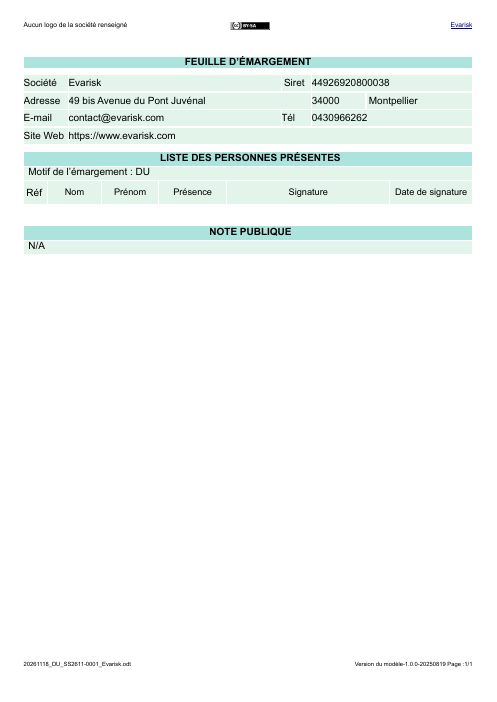 Aucun logo de la société renseigné
(cc) BY-SA
Evarisk
FEUILLE D'ÉMARGEMENT
Société Evarisk Siret 44926920800038
Adresse 49 bis Avenue du Pont Juvénal 34000 Montpellier
E-mail contact@evarisk.com Tél 0430966262
Site Web https://www.evarisk.com
LISTE DES PERSONNES PRÉSENTES
Motif de l'émargement : DU
Réf Nom Prénom Présence Signature Date de signature
NOTE PUBLIQUE
N/A
20261118_DU_SS2611-0001_Evarisk.odt Version du modèle-1.0.0-20250819 Page :1/1